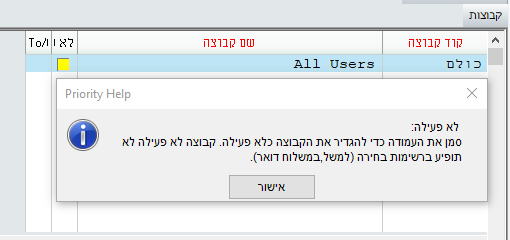 קבוצות
קוד קבוצה שם קבוצה לא To/
כולם All Users
Priority Help
לא פעילה:
סמן את העמודה כדי להגדיר את הקבוצה כלא פעילה. קבוצה לא פעילה לא
תופיע ברשימות בחירה (למשל,במשלוח דואר).
אישור